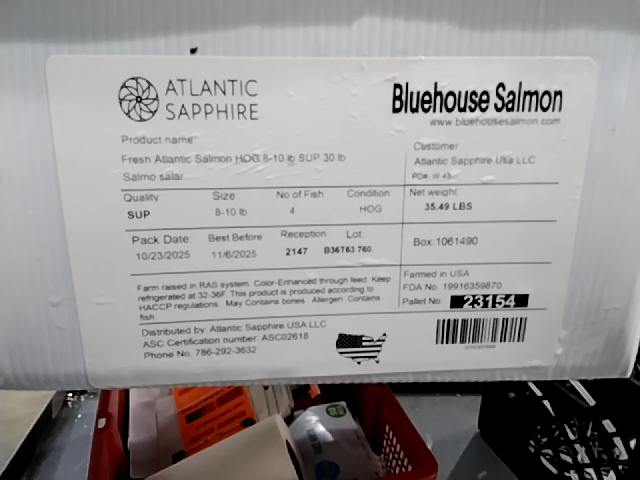 ATLANTIC
SAPPHIRE
Bluehouse Salmon
www.bluehousesalmon.com
Product name
Fresh Atlantic Salmon HOG 8-10 lb SUP 30 lb
Salmo salar
Customer
Atlantic Sapphire Usa LLC
Quality Size No of Fish Condition
SUP 8-10 lb 4 HOG
Net weight
35.49 LBS
Pack Date: Best Before Reception Lot:
10/23/2025 11/6/2025 2147 B36T63 760
Box:1061490
Farm raised in RAS system. Color-Enhanced through feed. Keep
refrigerated at 32-36F. This product is produced according to
HACCP regulations. May Contains bones. Allergen. Contains
fish.
Farmed in USA
FDA No. 19916359870
Pallet No. 23154
Distributed by: Atlantic Sapphire USA LLC
ASC Certification number: ASC02618
Phone No. 786-292-3632